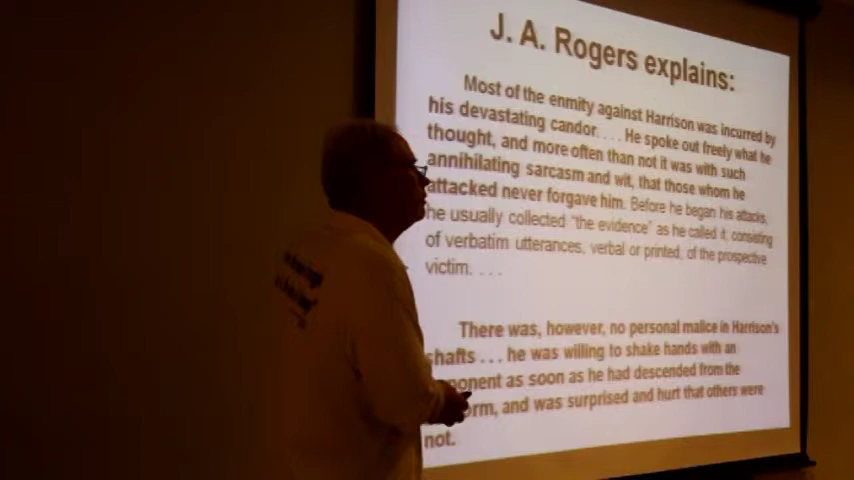 J. A. Rogers explains:
Most of the enmity against Harrison was incurred by
his devastating candor. . . . He spoke out freely what he
thought, and more often than not it was with such
annihilating sarcasm and wit, that those whom he
attacked never forgave him. Before he began his attacks,
he usually collected "the evidence" as he called it, consisting
of verbatim utterances, verbal or printed, of the prospective
victim. . . .
There was, however, no personal malice in Harrison's
shafts . . . he was willing to shake hands with an
ponent as soon as he had descended from the
orm, and was surprised and hurt that others were
not.